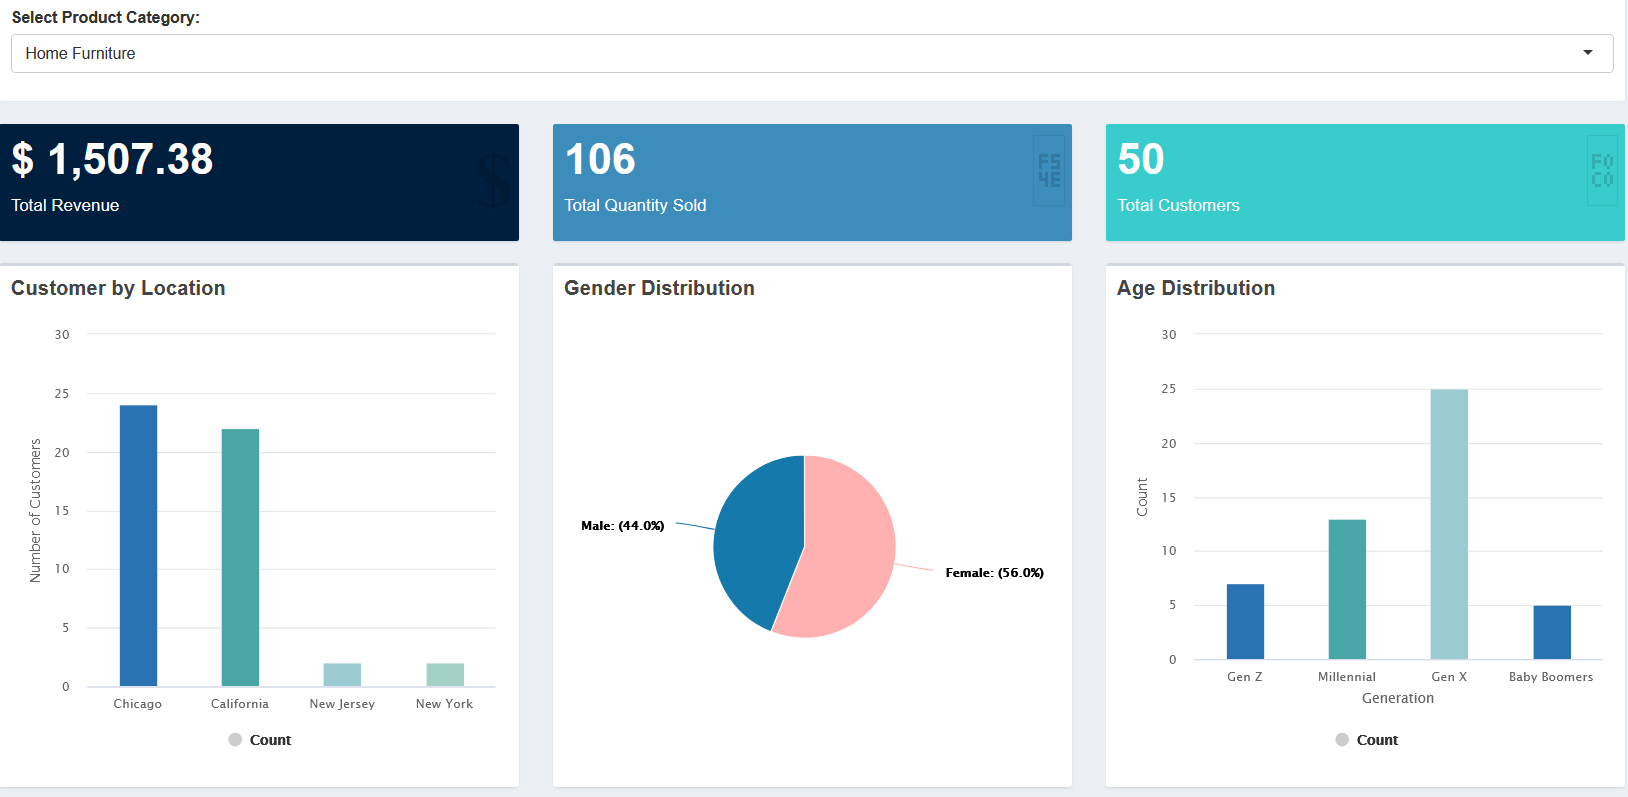 Select Product Category:
Home Furniture
$ 1,507.38
Total Revenue
$
106
Total Quantity Sold
F5
4E
50
Total Customers
F0
C0
Customer by Location
30
25
20
15
10
5
0
Number of Customers
Chicago California New Jersey New York
Count
Gender Distribution
Male: (44.0%)
Female: (56.0%)
Age Distribution
30
25
20
15
10
5
0
Count
Gen Z Millennial Gen X Baby Boomers
Generation
Count